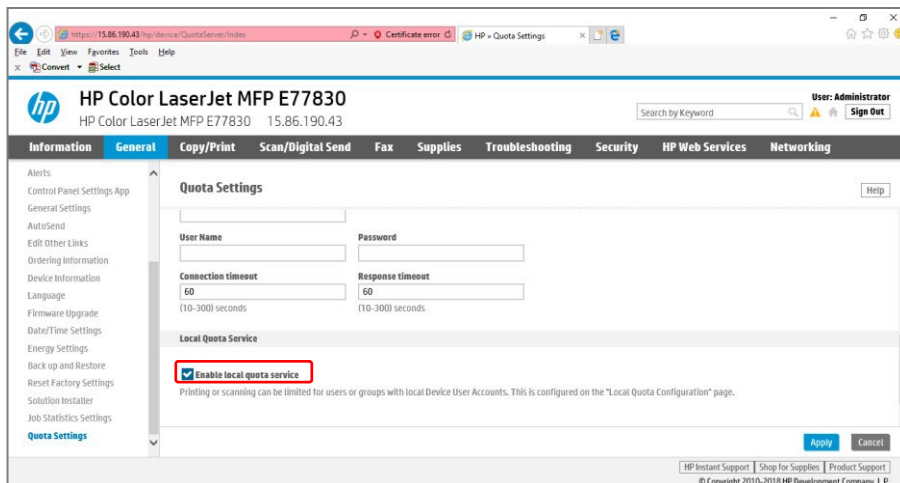 https://15.86.190.43/hp/device/QuotaServer/Index
Certificate error
HP - Quota Settings
File Edit View Favorites Tools Help
x Convert Select
hp
HP Color LaserJet MFP E77830
HP Color LaserJet MFP E77830 15.86.190.43
User: Administrator
Search by Keyword
Sign Out
Information General Copy/Print Scan/Digital Send Fax Supplies Troubleshooting Security HP Web Services Networking
Alerts
Control Panel Settings App
General Settings
AutoSend
Edit Other Links
Ordering Information
Device Information
Language
Firmware Upgrade
Date/Time Settings
Energy Settings
Back up and Restore
Reset Factory Settings
Solution Installer
Job Statistics Settings
Quota Settings
Quota Settings
Help
User Name Password
Connection timeout Response timeout
60 60
(10-300) seconds (10-300) seconds
Local Quota Service
Enable local quota service
Printing or scanning can be limited for users or groups with local Device User Accounts. This is configured on the "Local Quota Configuration" page.
Apply Cancel
HP Instant Support Shop for Supplies Product Support
© Copyright 2010-2018 HP Development Company, L.P.